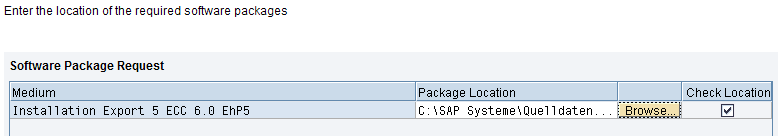 Enter the location of the required software packages
Software Package Request
Medium Package Location Check Location
Installation Export 5 ECC 6.0 EhP5 C:\SAP Systeme\Quelldaten... Browse...